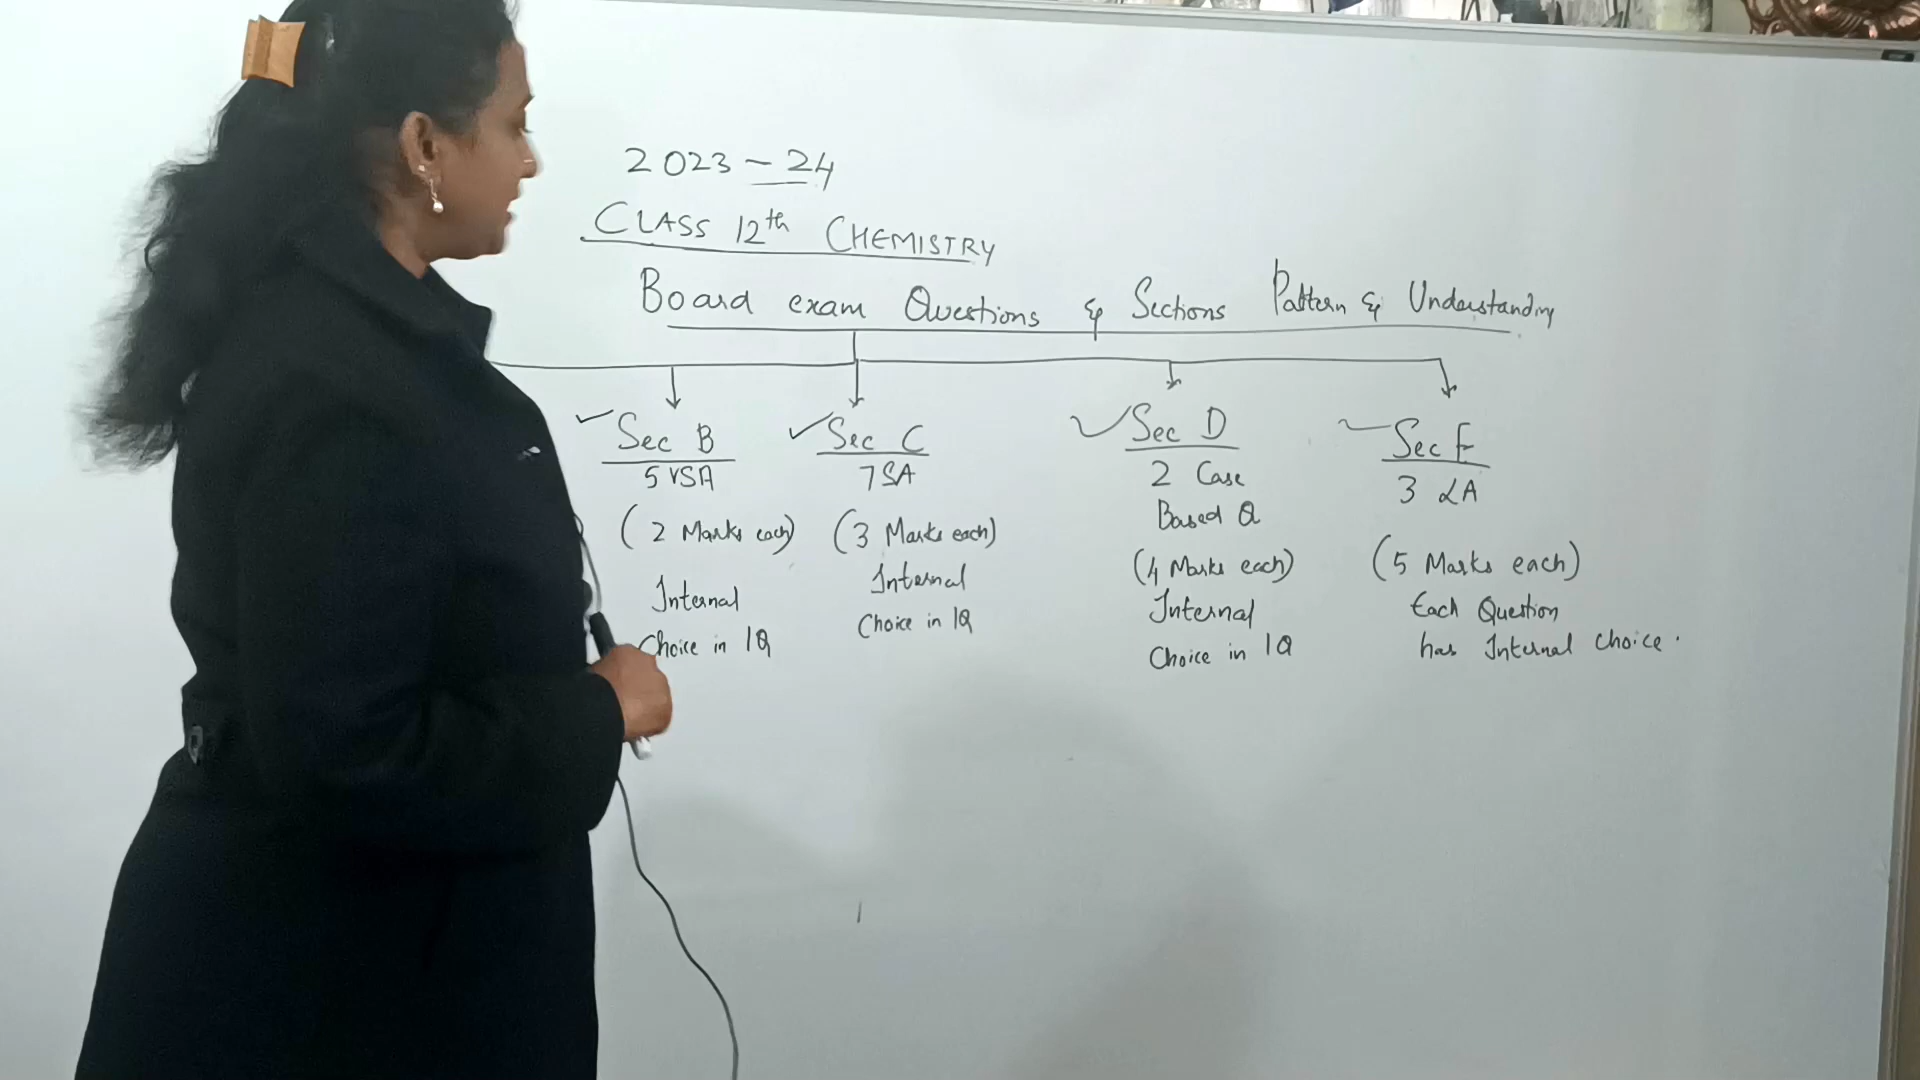 2023-24
CLASS 12th CHEMISTRY
Board exam Questions & Sections Pattern & Understanding
Sec B
5 VSA
(2 Marks each)
Internal
Choice in 1Q
Sec C
7 SA
(3 Marks each)
Internal
Choice in 1Q
Sec D
2 Case
Based Q
(4 Marks each)
Internal
Choice in 1Q
Sec E
3 LA
(5 Marks each)
Each Question
has Internal choice.